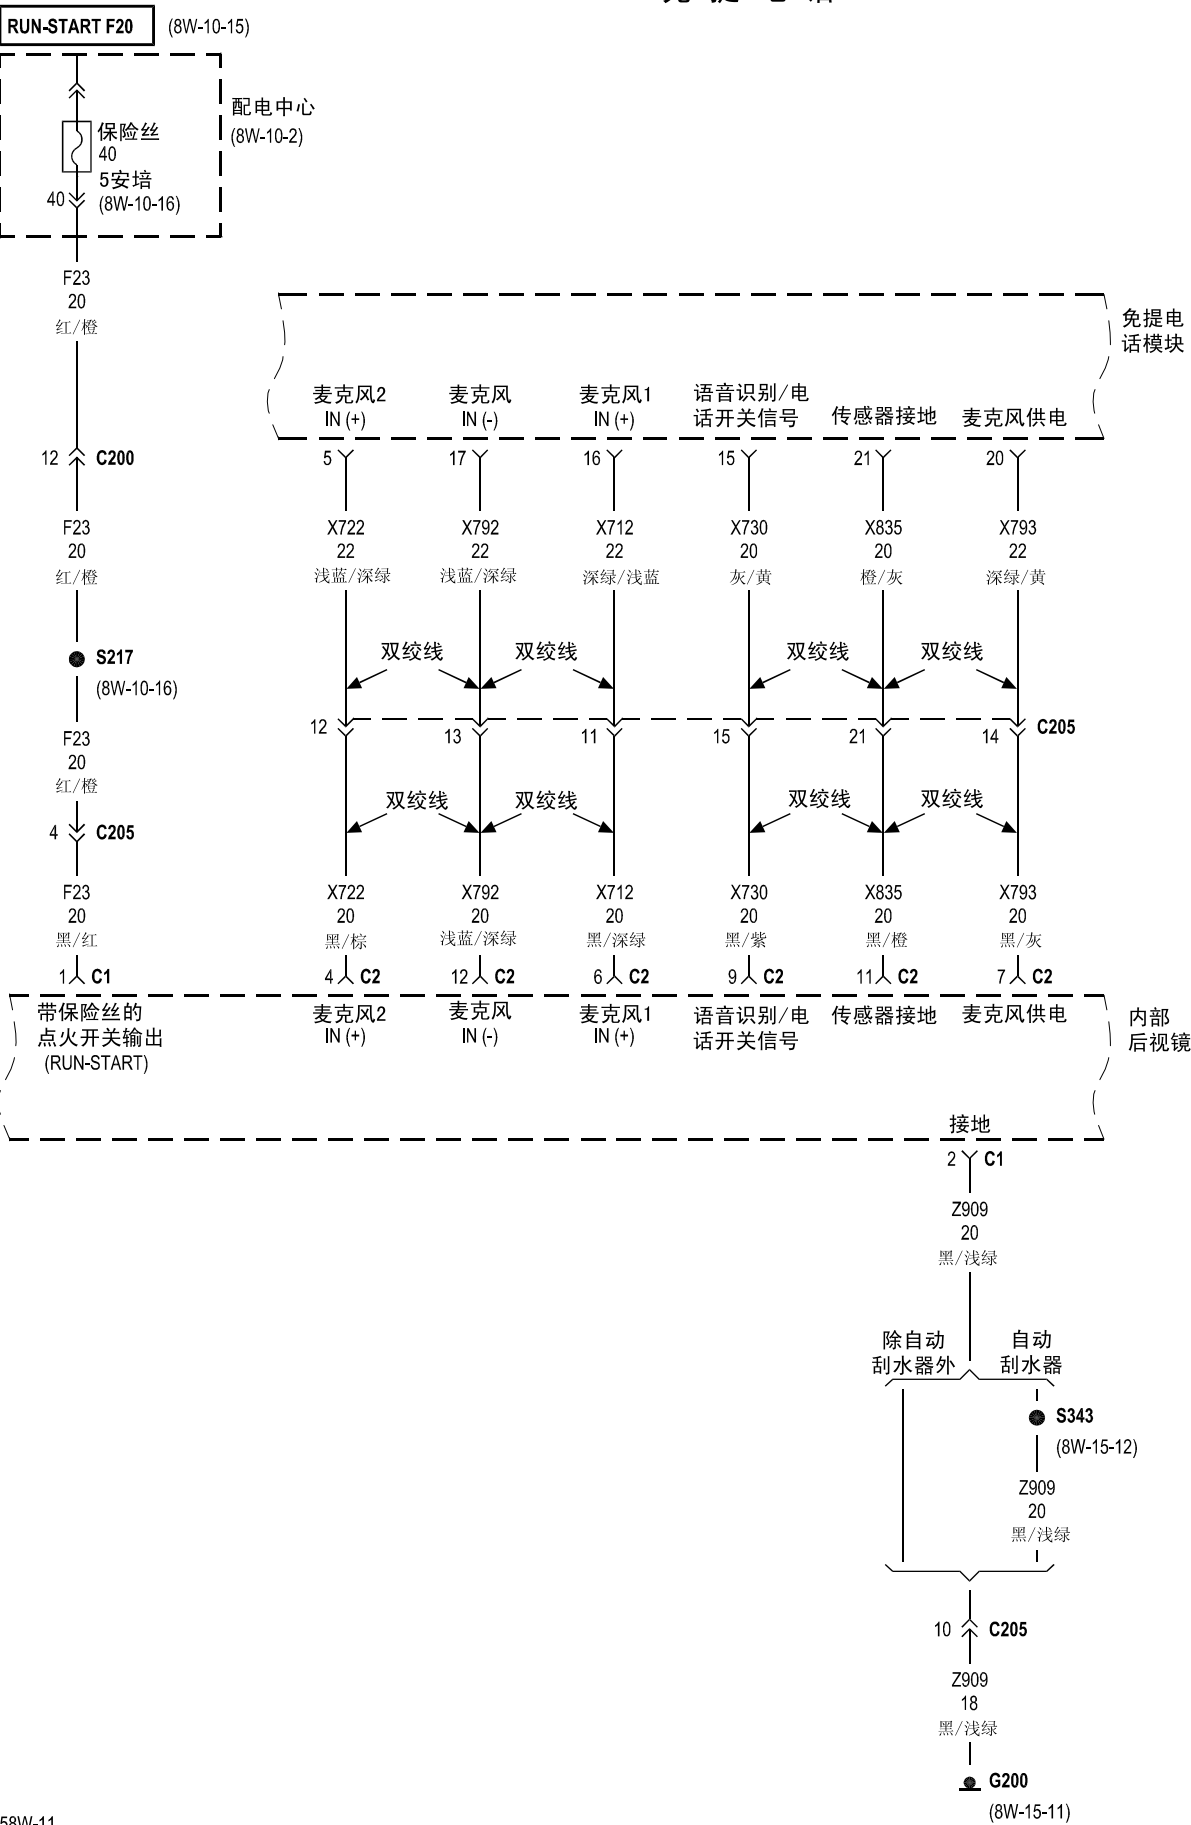 免提电话
RUN-START F20 (8W-10-15)
配电中心
(8W-10-2)
保险丝
40
5安培
(8W-10-16)
40
F23
20
红/橙
免提电
话模块
麦克风2
IN (+)
麦克风
IN (-)
麦克风1
IN (+)
语音识别/电
话开关信号
传感器接地
麦克风供电
12 C200
5 17 16 15 21 20
F23
20
红/橙
X722
22
浅蓝/深绿
X792
22
浅蓝/深绿
X712
22
深绿/浅蓝
X730
20
灰/黄
X835
20
橙/灰
X793
22
深绿/黄
S217
(8W-10-16)
双绞线 双绞线 双绞线 双绞线
12 13 11 15 21 14 C205
F23
20
红/橙
4 C205
双绞线 双绞线 双绞线 双绞线
F23
20
黑/红
X722
20
黑/棕
X792
20
浅蓝/深绿
X712
20
黑/深绿
X730
20
黑/紫
X835
20
黑/橙
X793
20
黑/灰
1 C1 4 C2 12 C2 6 C2 9 C2 11 C2 7 C2
带保险丝的
点火开关输出
(RUN-START)
麦克风2
IN (+)
麦克风
IN (-)
麦克风1
IN (+)
语音识别/电
话开关信号
传感器接地
麦克风供电
内部
后视镜
接地
2 C1
Z909
20
黑/浅绿
除自动
刮水器外
自动
刮水器
S343
(8W-15-12)
Z909
20
黑/浅绿
10 C205
Z909
18
黑/浅绿
G200
(8W-15-11)
58W-11